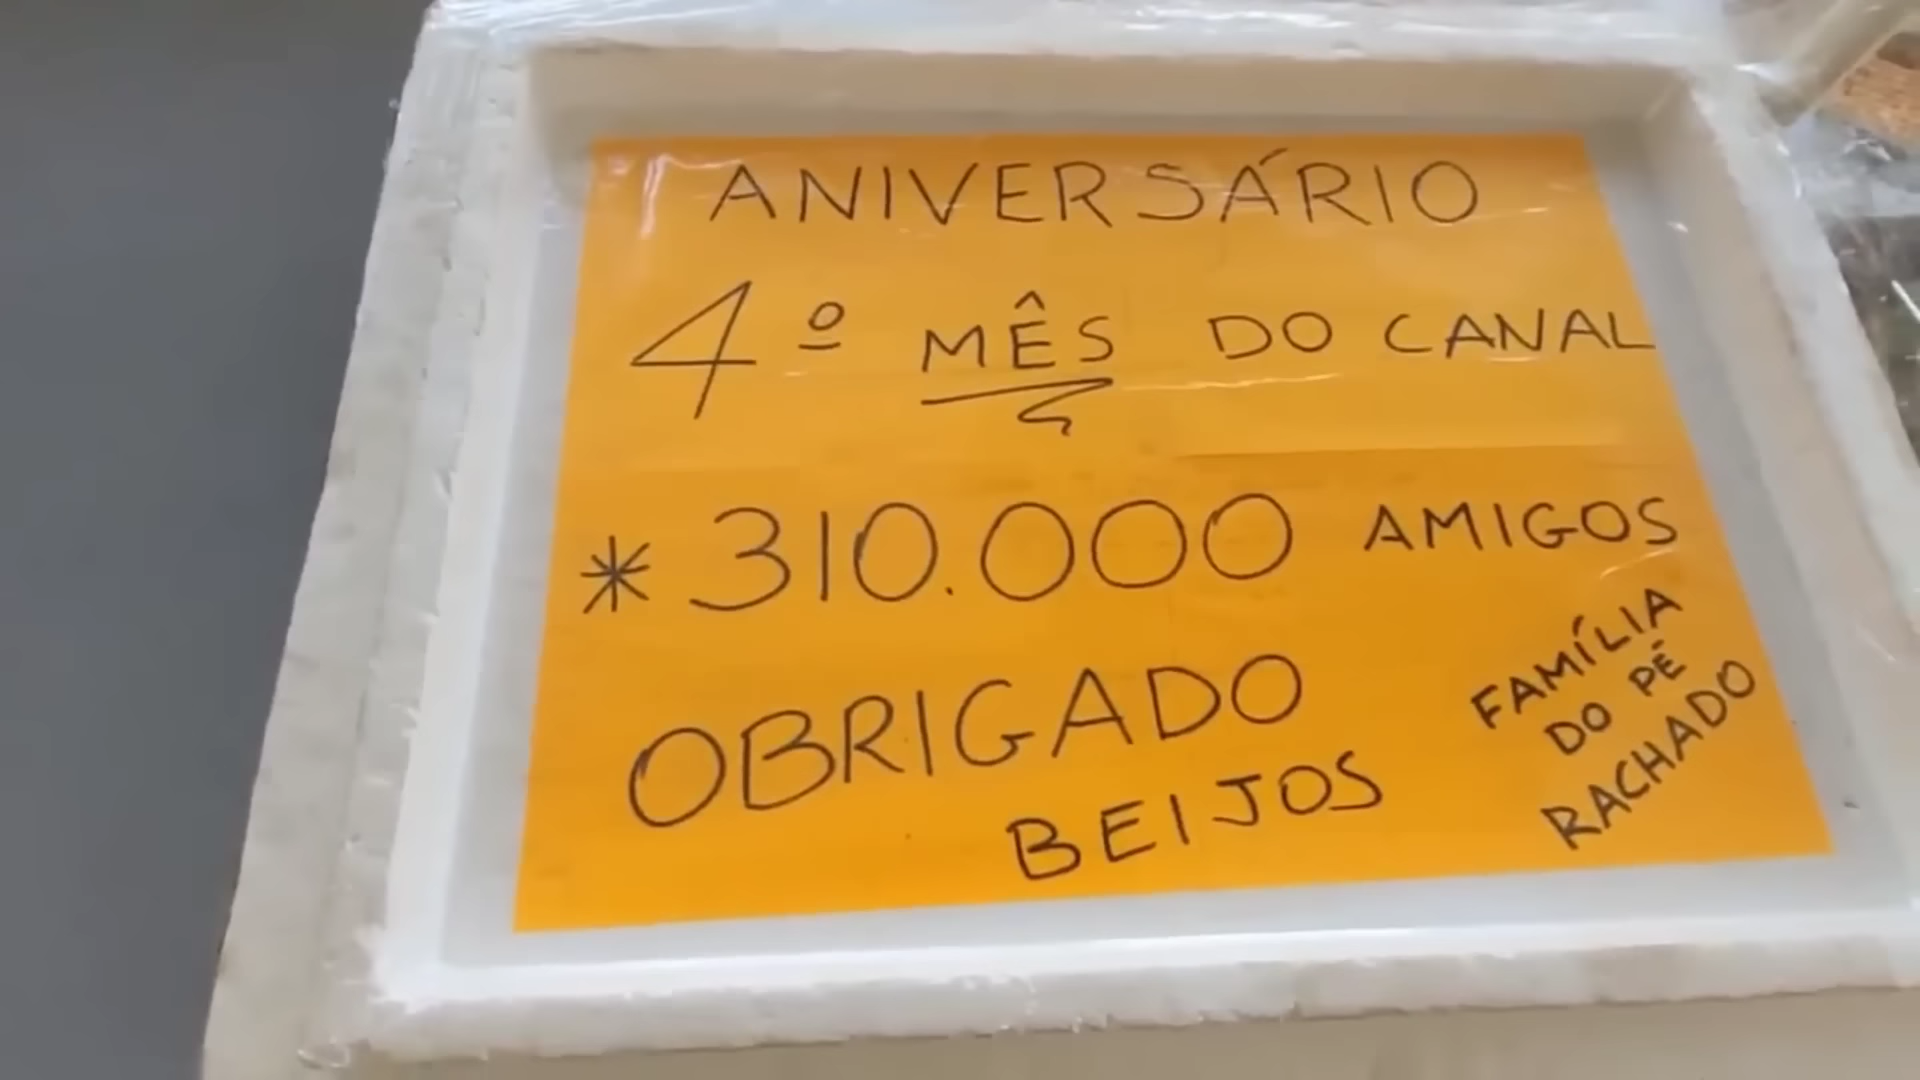 ANIVERSÁRIO
4º MÊS DO CANAL
* 310.000 AMIGOS
OBRIGADO
BEIJOS
FAMÍLIA
DO PÉ
RACHADO